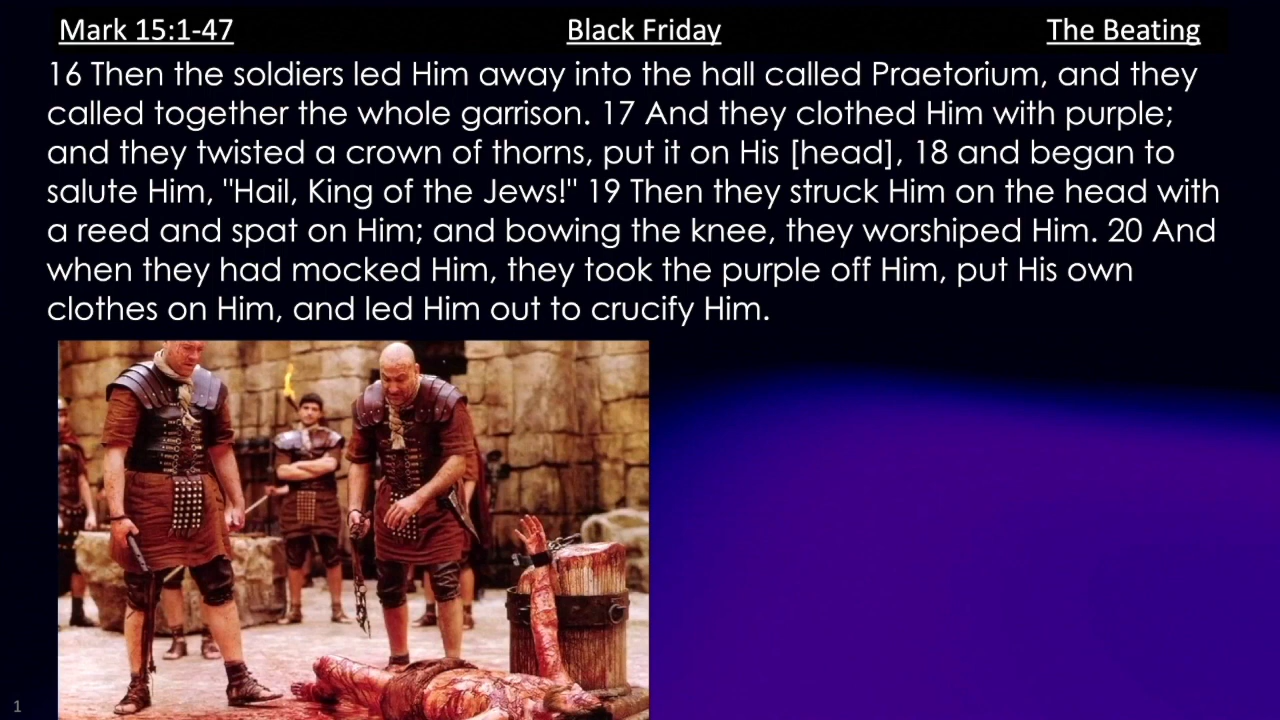 Mark 15:1-47 Black Friday The Beating
16 Then the soldiers led Him away into the hall called Praetorium, and they
called together the whole garrison. 17 And they clothed Him with purple;
and they twisted a crown of thorns, put it on His [head], 18 and began to
salute Him, "Hail, King of the Jews!" 19 Then they struck Him on the head with
a reed and spat on Him; and bowing the knee, they worshiped Him. 20 And
when they had mocked Him, they took the purple off Him, put His own
clothes on Him, and led Him out to crucify Him.
1